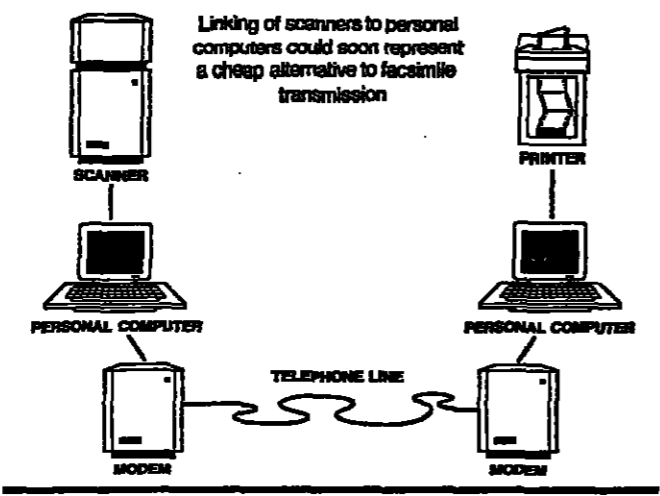 Linking of scanners to personal
computers could soon represent
a cheap alternative to facsimile
transmission
SCANNER
PRINTER
PERSONAL COMPUTER
PERSONAL COMPUTER
TELEPHONE LINE
MODEM
MODEM